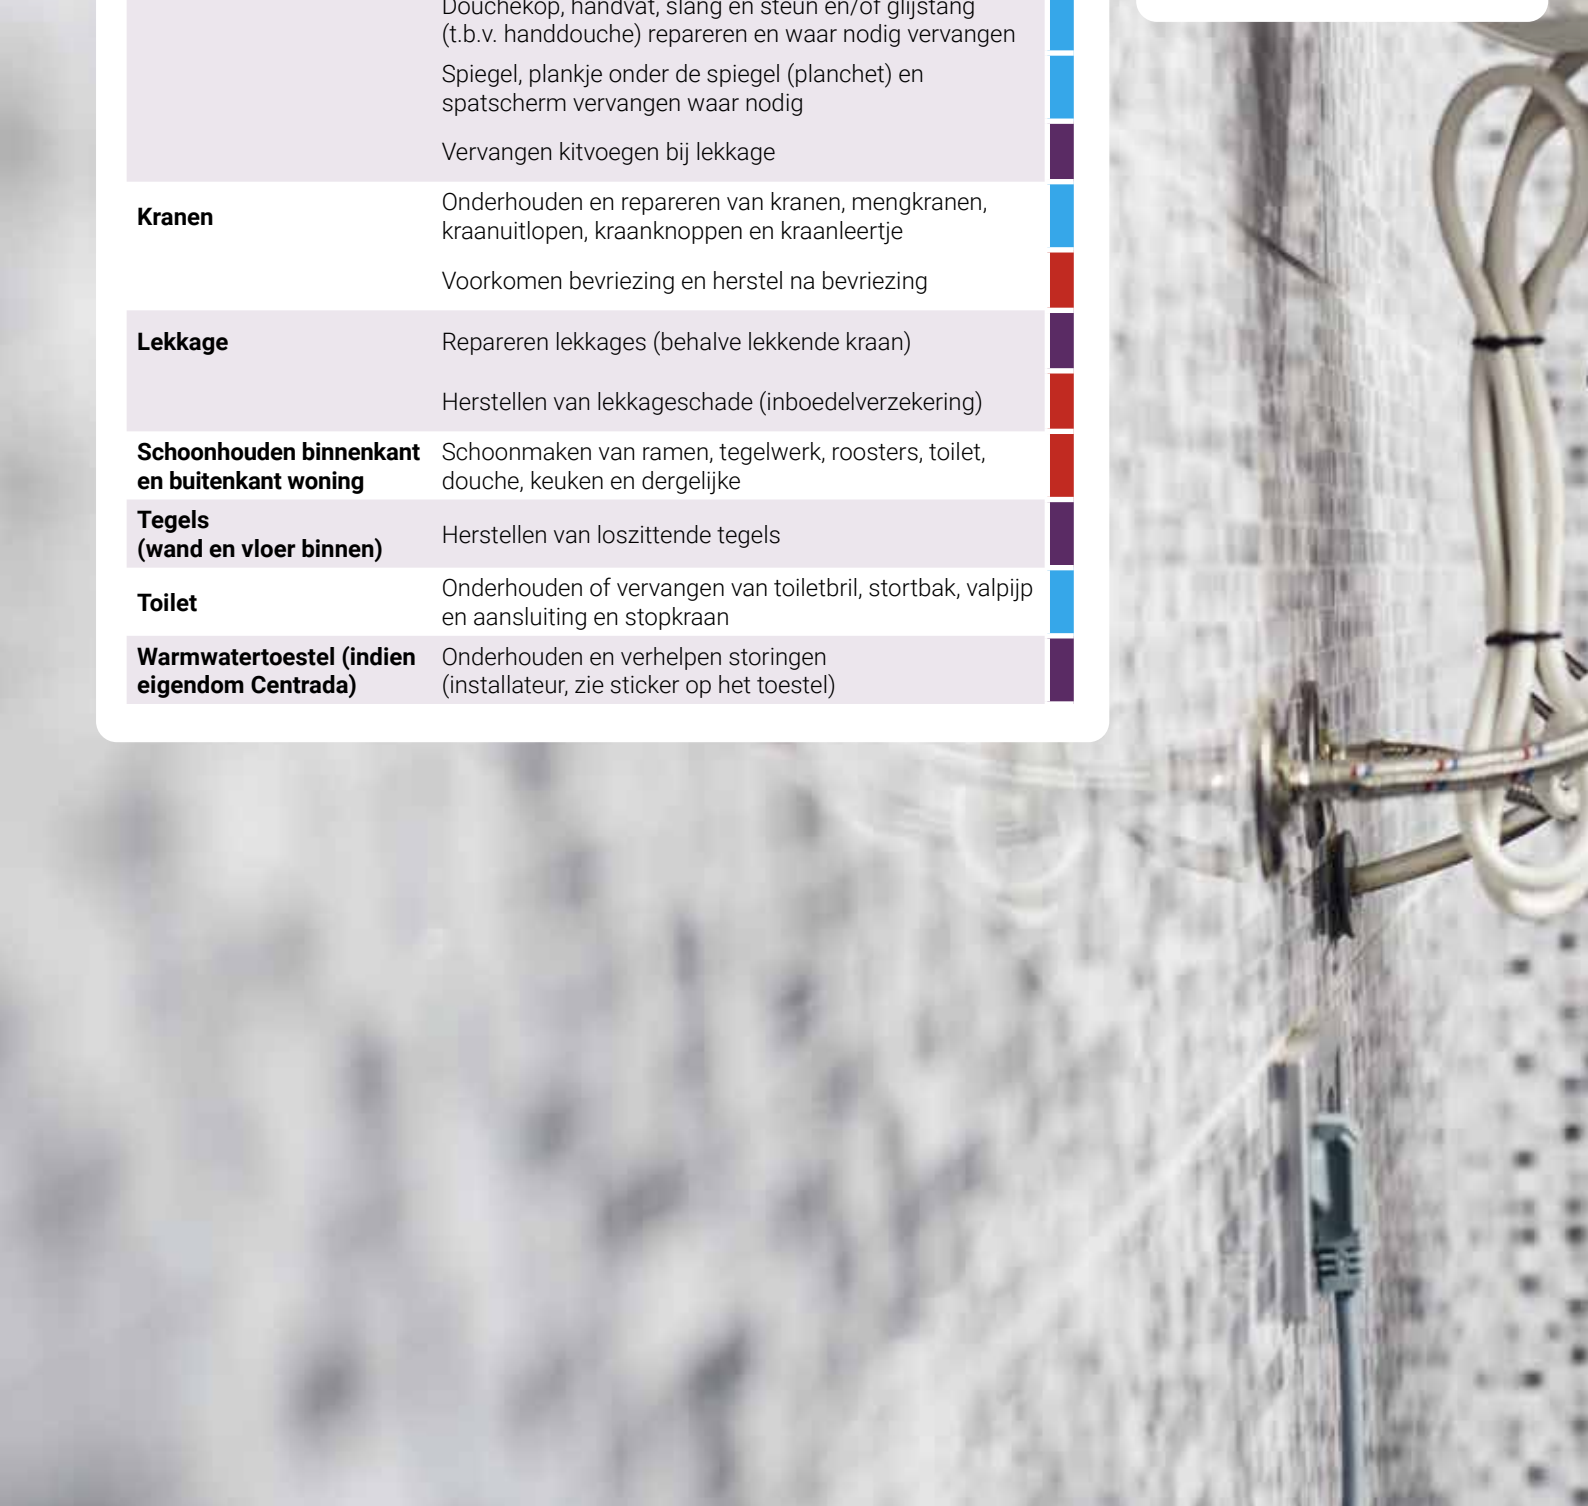 Douchekop, handvat, slang en steun en/of glijstang
(t.b.v. handdouche) repareren en waar nodig vervangen
Spiegel, plankje onder de spiegel (planchet) en
spatscherm vervangen waar nodig
Vervangen kitvoegen bij lekkage
Kranen
Onderhouden en repareren van kranen, mengkranen,
kraanuitlopen, kraanknoppen en kraanleertje
Voorkomen bevriezing en herstel na bevriezing
Lekkage
Repareren lekkages (behalve lekkende kraan)
Herstellen van lekkageschade (inboedelverzekering)
Schoonhouden binnenkant
en buitenkant woning
Schoonmaken van ramen, tegelwerk, roosters, toilet,
douche, keuken en dergelijke
Tegels
(wand en vloer binnen)
Herstellen van loszittende tegels
Toilet
Onderhouden of vervangen van toiletbril, stortbak, valpijp
en aansluiting en stopkraan
Warmwatertoestel (indien
eigendom Centrada)
Onderhouden en verhelpen storingen
(installateur, zie sticker op het toestel)